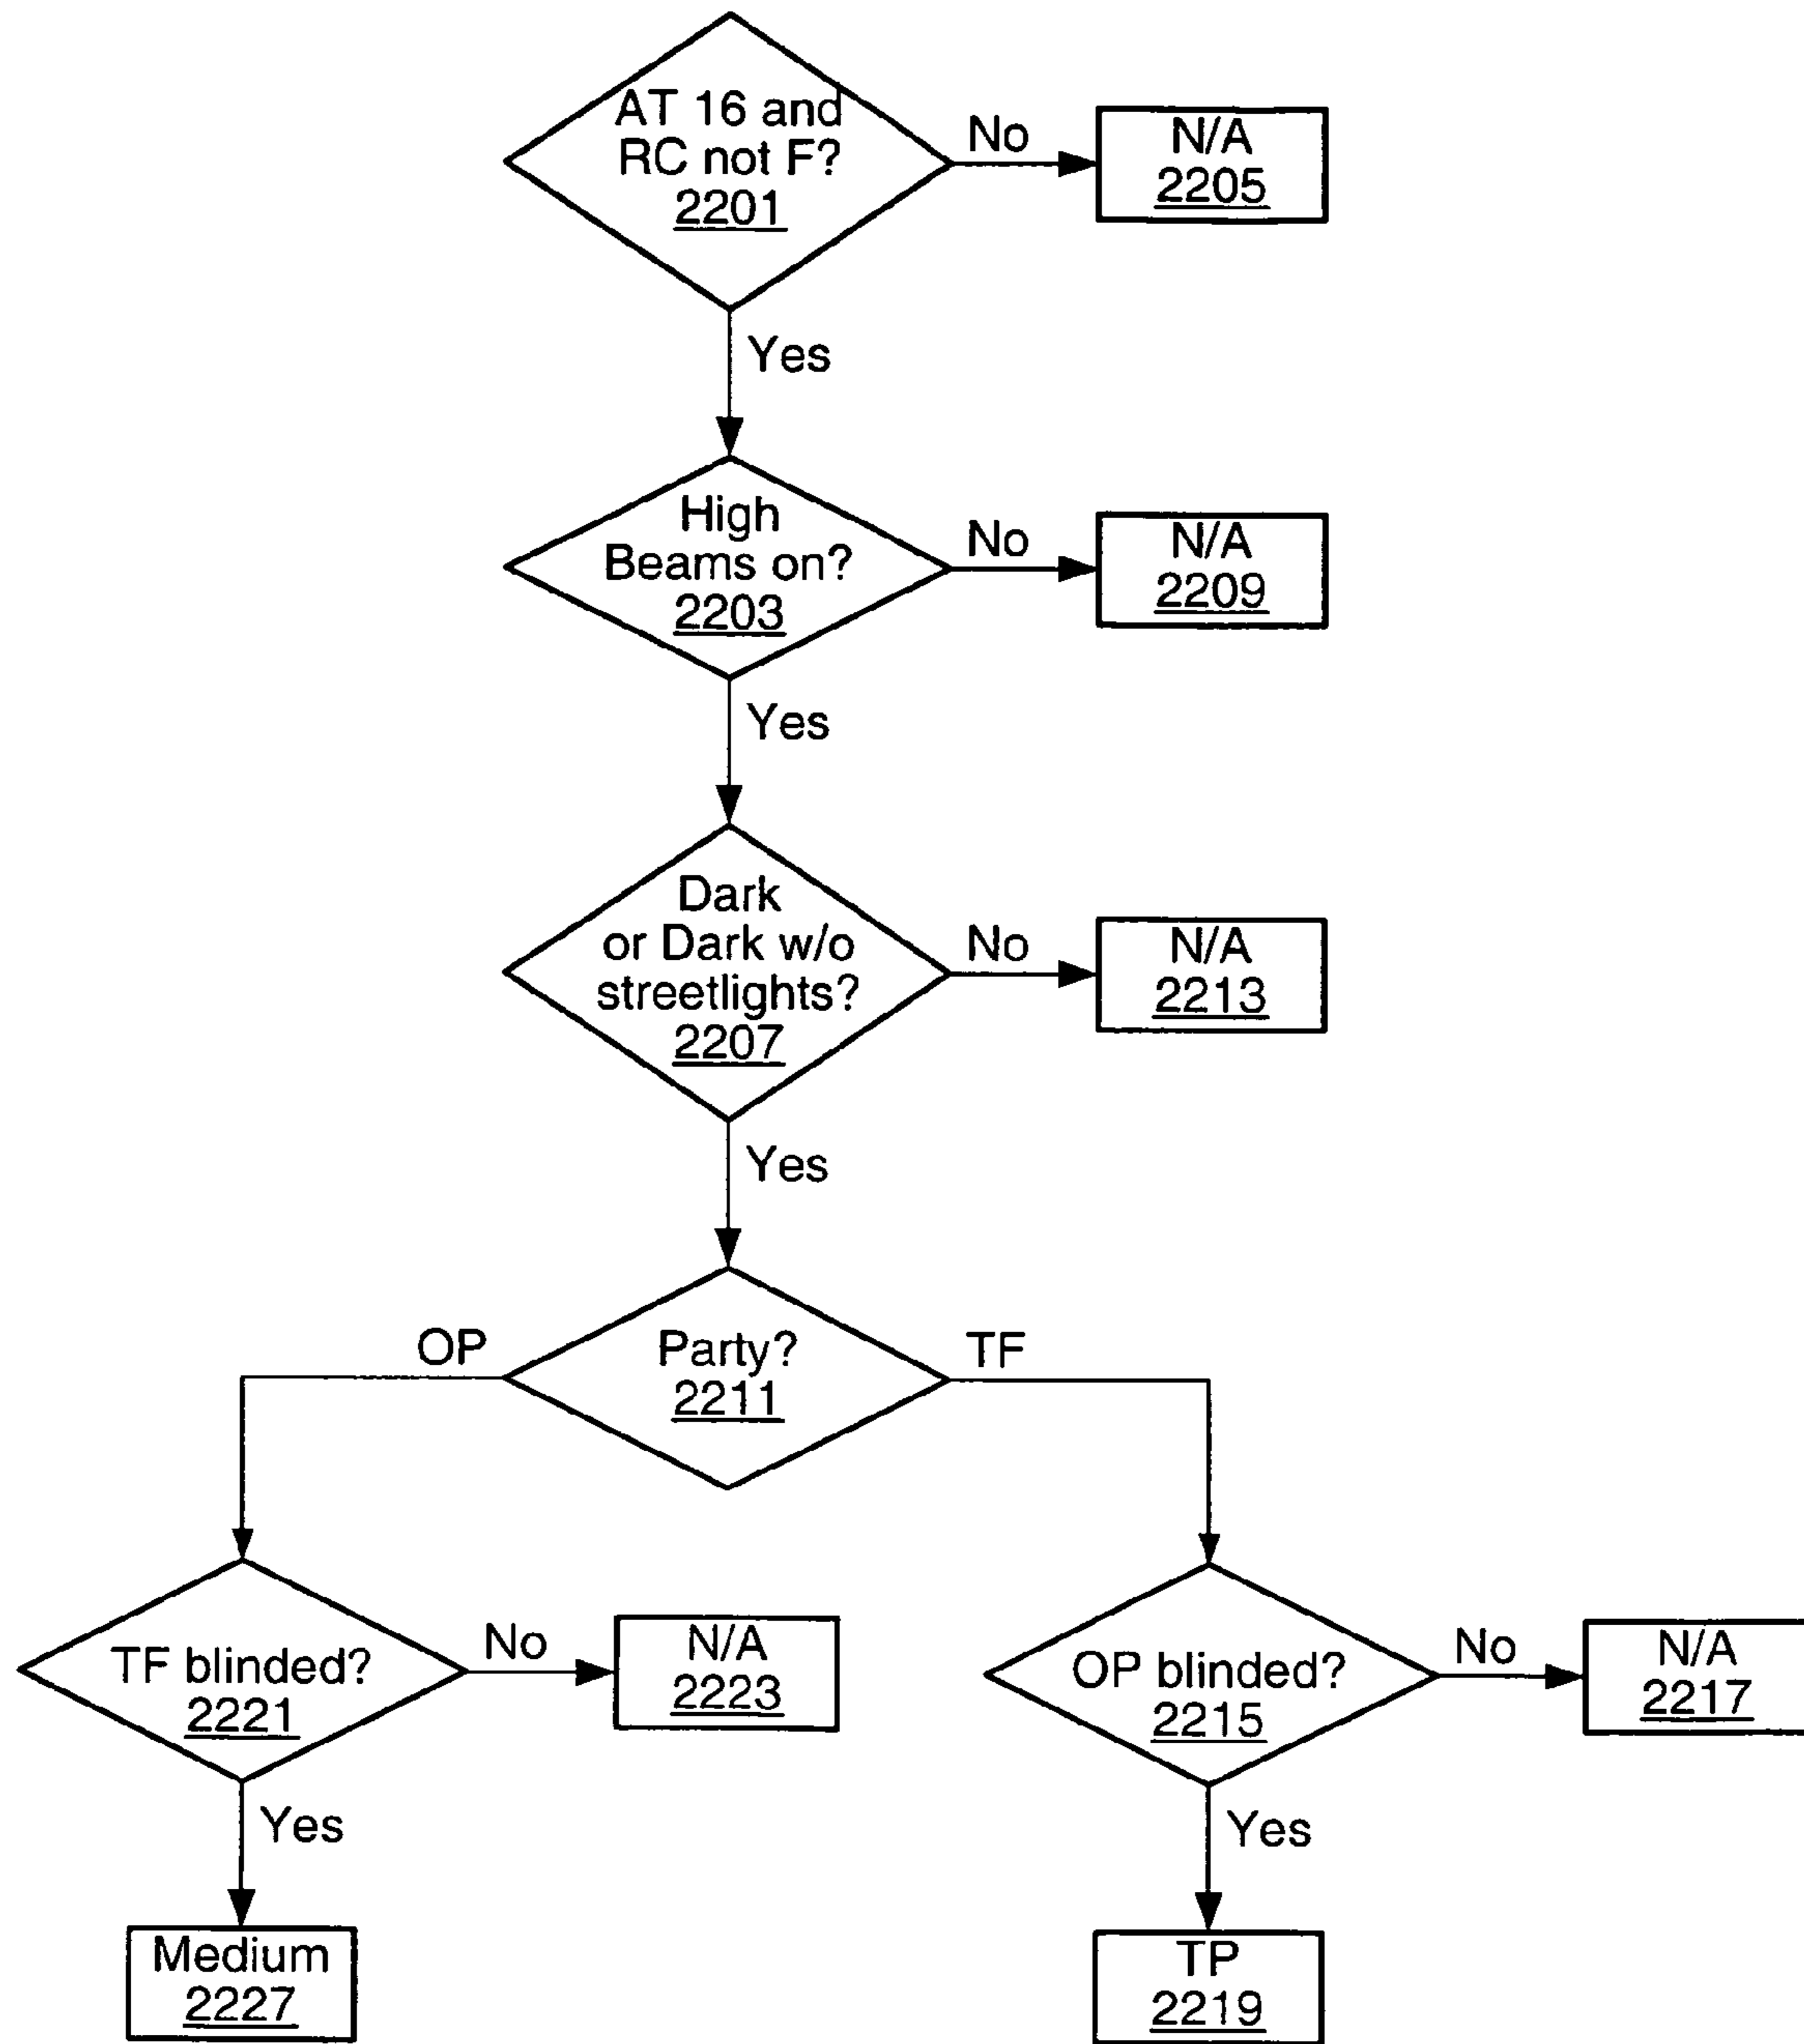 AT 16 and
RC not F?
2201
No
N/A
2205
Yes
High
Beams on?
2203
No
N/A
2209
Yes
Dark
or Dark w/o
streetlights?
2207
No
N/A
2213
Yes
OP
Party?
2211
TF
TF blinded?
2221
No
N/A
2223
Yes
Medium
2227
OP blinded?
2215
No
N/A
2217
Yes
TP
2219